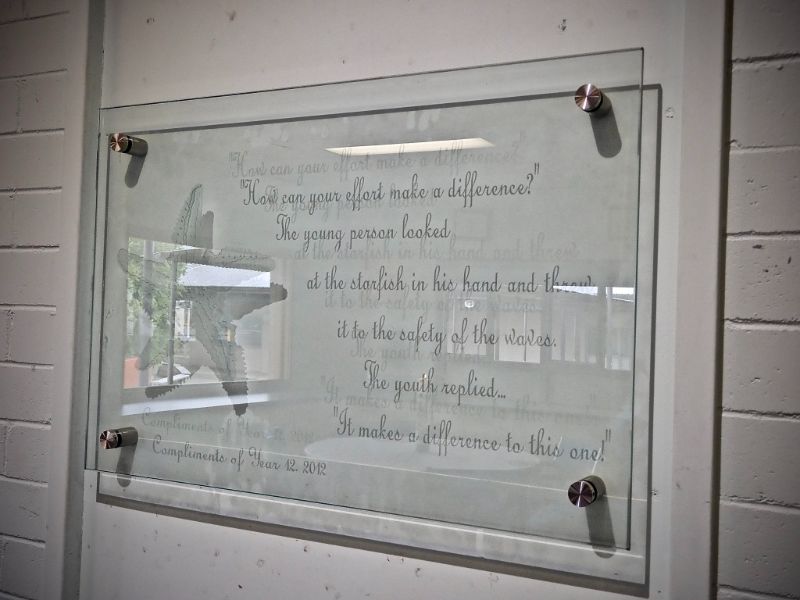 "How can your effort make a difference?"
The young person looked
at the starfish in his hand and threw
it to the safety of the waves.
The youth replied...
"It makes a difference to this one!"
Compliments of Year 12. 2012